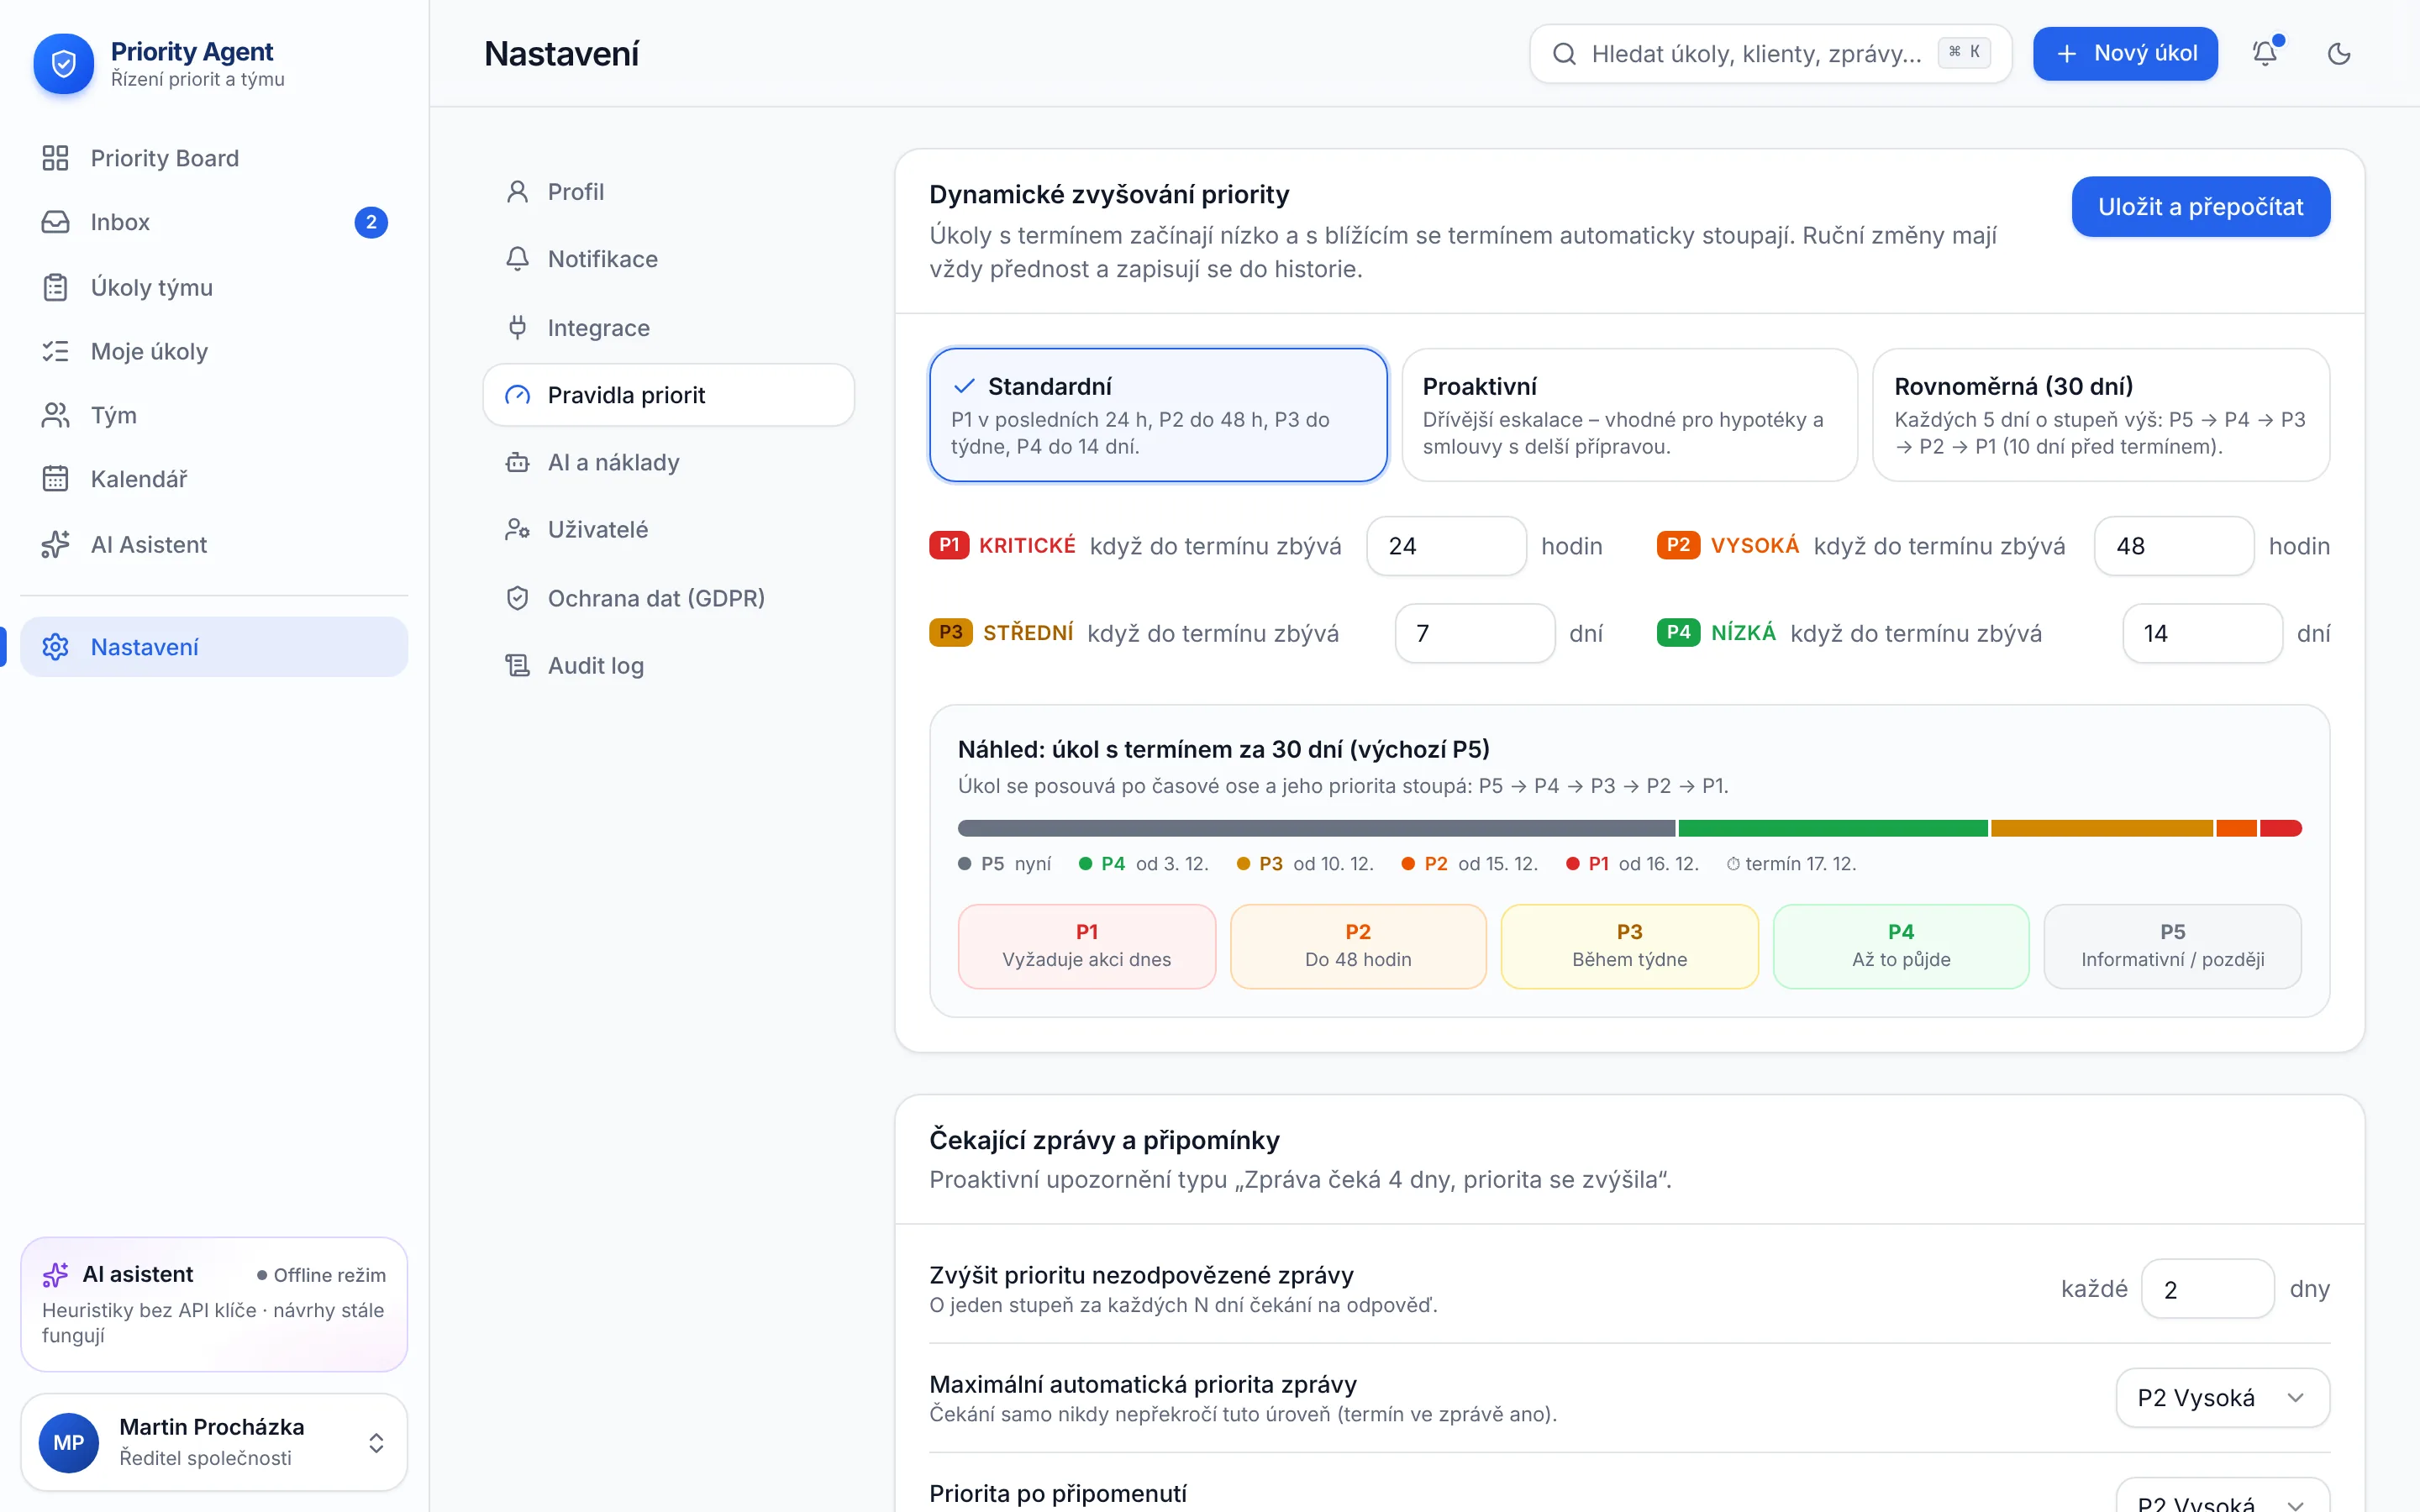 Priority Agent
Řízení priorit a týmu
Priority Board
Inbox
2
Úkoly týmu
Moje úkoly
Tým
Kalendář
AI Asistent
Nastavení
AI asistent
Offline režim
Heuristiky bez API klíče · návrhy stále
fungují
MP
Martin Procházka
Ředitel společnosti
Nastavení
Hledat úkoly, klienty, zprávy...
⌘ K
Nový úkol
Profil
Notifikace
Integrace
Pravidla priorit
AI a náklady
Uživatelé
Ochrana dat (GDPR)
Audit log
Dynamické zvyšování priority
Úkoly s termínem začínají nízko a s blížícím se termínem automaticky stoupají. Ruční změny mají
vždy přednost a zapisují se do historie.
Uložit a přepočítat
Standardní
P1 v posledních 24 h, P2 do 48 h, P3 do
týdne, P4 do 14 dní.
Proaktivní
Dřívější eskalace – vhodné pro hypotéky a
smlouvy s delší přípravou.
Rovnoměrná (30 dní)
Každých 5 dní o stupeň výš: P5 → P4 → P3
→ P2 → P1 (10 dní před termínem).
P1 KRITICKÉ když do termínu zbývá 24 hodin
P2 VYSOKÁ když do termínu zbývá 48 hodin
P3 STŘEDNÍ když do termínu zbývá 7 dní
P4 NÍZKÁ když do termínu zbývá 14 dní
Náhled: úkol s termínem za 30 dní (výchozí P5)
Úkol se posouvá po časové ose a jeho priorita stoupá: P5 → P4 → P3 → P2 → P1.
P5 nyní P4 od 3. 12. P3 od 10. 12. P2 od 15. 12. P1 od 16. 12. ⏱ termín 17. 12.
P1
Vyžaduje akci dnes
P2
Do 48 hodin
P3
Během týdne
P4
Až to půjde
P5
Informativní / později
Čekající zprávy a připomínky
Proaktivní upozornění typu „Zpráva čeká 4 dny, priorita se zvýšila“.
Zvýšit prioritu nezodpovězené zprávy
O jeden stupeň za každých N dní čekání na odpověď.
každé 2 dny
Maximální automatická priorita zprávy
Čekání samo nikdy nepřekročí tuto úroveň (termín ve zprávě ano).
P2 Vysoká
Priorita po připomenutí
P2 Vysoká